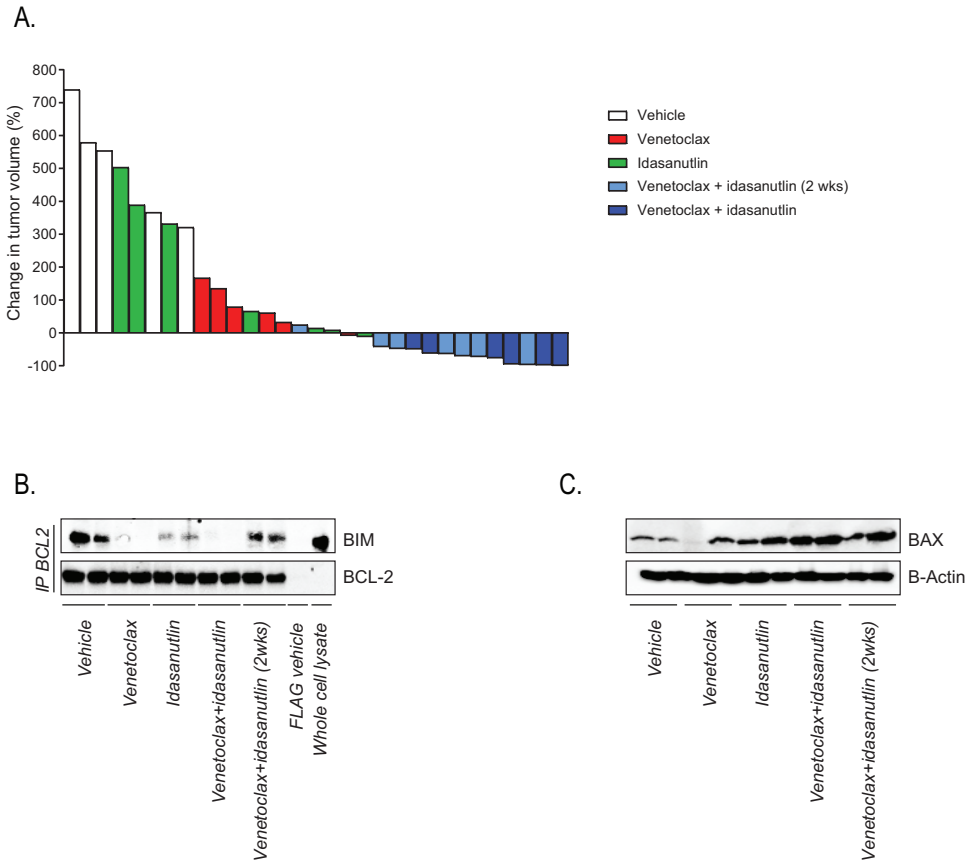 A.
Change in tumor volume (%)
800
700
600
500
400
300
200
100
0
-100
Vehicle
Venetoclax
Idasanutlin
Venetoclax + idasanutlin (2 wks)
Venetoclax + idasanutlin
B.
IP BCL2
BIM
BCL-2
Vehicle
Venetoclax
Idasanutlin
Venetoclax+idasanutlin
Venetoclax+idasanutlin (2wks)
FLAG vehicle
Whole cell lysate
C.
BAX
B-Actin
Vehicle
Venetoclax
Idasanutlin
Venetoclax+idasanutlin
Venetoclax+idasanutlin (2wks)